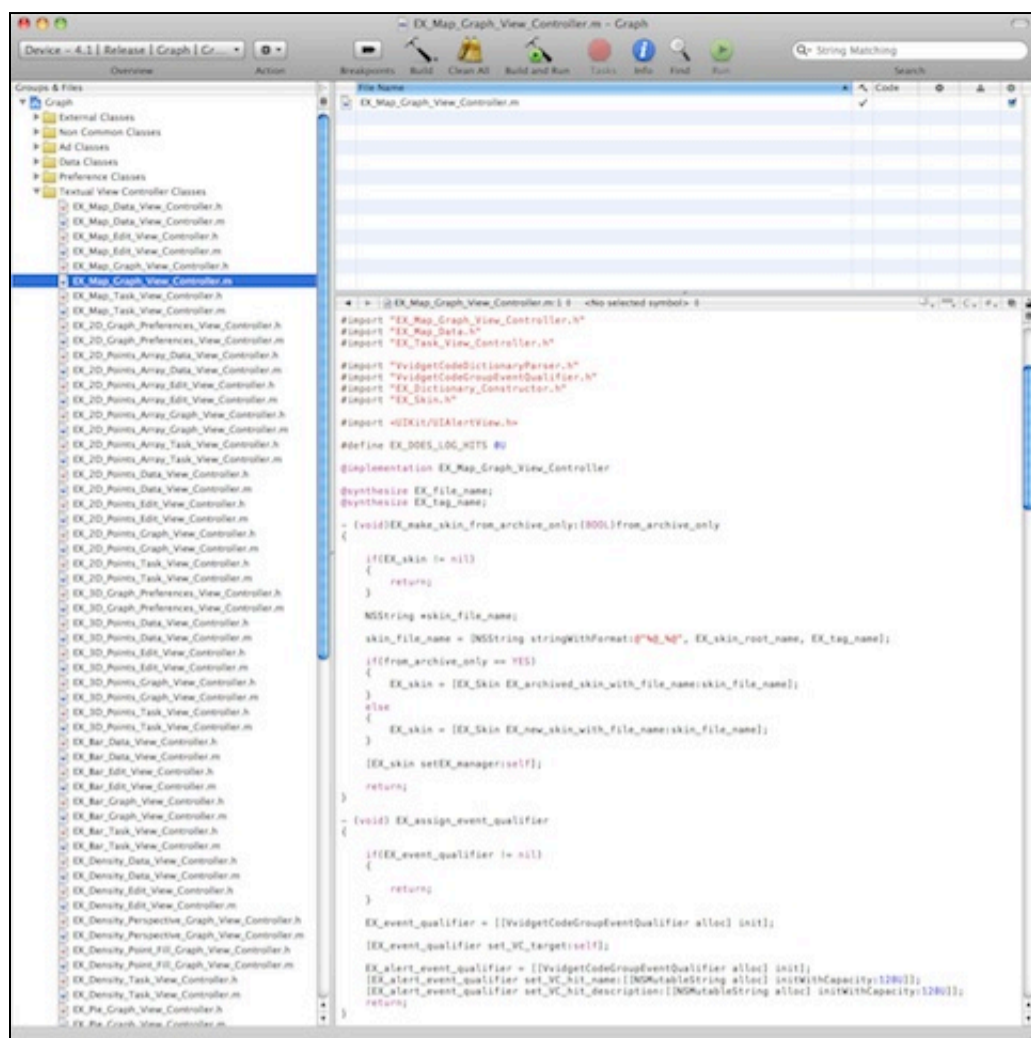 EX_Map_Graph_View_Controller.m - Graph
Device - 4.1 | Release | Graph | Gr...
String Matching
Overview Action Breakpoints Build Clean All Build and Run Tasks Info Find Run Search
Groups & Files
Graph
External Classes
Non Common Classes
Ad Classes
Data Classes
Preference Classes
Textual View Controller Classes
EX_Map_Data_View_Controller.h
EX_Map_Data_View_Controller.m
EX_Map_Edit_View_Controller.h
EX_Map_Edit_View_Controller.m
EX_Map_Graph_View_Controller.h
EX_Map_Graph_View_Controller.m
EX_Map_Task_View_Controller.h
EX_Map_Task_View_Controller.m
EX_2D_Graph_Preferences_View_Controller.h
EX_2D_Graph_Preferences_View_Controller.m
EX_2D_Points_Array_Data_View_Controller.h
EX_2D_Points_Array_Data_View_Controller.m
EX_2D_Points_Array_Edit_View_Controller.h
EX_2D_Points_Array_Edit_View_Controller.m
EX_2D_Points_Array_Graph_View_Controller.h
EX_2D_Points_Array_Graph_View_Controller.m
EX_2D_Points_Array_Task_View_Controller.h
EX_2D_Points_Array_Task_View_Controller.m
EX_2D_Points_Data_View_Controller.h
EX_2D_Points_Data_View_Controller.m
EX_2D_Points_Edit_View_Controller.h
EX_2D_Points_Edit_View_Controller.m
EX_2D_Points_Graph_View_Controller.h
EX_2D_Points_Graph_View_Controller.m
EX_2D_Points_Task_View_Controller.h
EX_2D_Points_Task_View_Controller.m
EX_3D_Graph_Preferences_View_Controller.h
EX_3D_Graph_Preferences_View_Controller.m
EX_3D_Points_Data_View_Controller.h
EX_3D_Points_Data_View_Controller.m
EX_3D_Points_Edit_View_Controller.h
EX_3D_Points_Edit_View_Controller.m
EX_3D_Points_Graph_View_Controller.h
EX_3D_Points_Graph_View_Controller.m
EX_3D_Points_Task_View_Controller.h
EX_3D_Points_Task_View_Controller.m
EX_Bar_Data_View_Controller.h
EX_Bar_Data_View_Controller.m
EX_Bar_Edit_View_Controller.h
EX_Bar_Edit_View_Controller.m
EX_Bar_Graph_View_Controller.h
EX_Bar_Graph_View_Controller.m
EX_Bar_Task_View_Controller.h
EX_Bar_Task_View_Controller.m
EX_Density_Data_View_Controller.h
EX_Density_Data_View_Controller.m
EX_Density_Edit_View_Controller.h
EX_Density_Edit_View_Controller.m
EX_Density_Perspective_Graph_View_Controller.h
EX_Density_Perspective_Graph_View_Controller.m
EX_Density_Point_Fill_Graph_View_Controller.h
EX_Density_Point_Fill_Graph_View_Controller.m
EX_Density_Task_View_Controller.h
EX_Density_Task_View_Controller.m
EX_Pie_Graph_View_Controller.h
EX_Pie_Graph_View_Controller.m
File Name Code
EX_Map_Graph_View_Controller.m
EX_Map_Graph_View_Controller.m:1 <No selected symbol>
#import "EX_Map_Graph_View_Controller.h"
#import "EX_Map_Data.h"
#import "EX_Task_View_Controller.h"
#import "VvidgetCodeDictionaryParser.h"
#import "VvidgetCodeGroupEventQualifier.h"
#import "EX_Dictionary_Constructor.h"
#import "EX_Skin.h"
#import <UIKit/UIAlertView.h>
#define EX_DOES_LOG_HITS 0U
@implementation EX_Map_Graph_View_Controller
@synthesize EX_file_name;
@synthesize EX_tag_name;
- (void)EX_make_skin_from_archive_only:(BOOL)from_archive_only
{
if(EX_skin != nil)
{
return;
}
NSString *skin_file_name;
skin_file_name = [NSString stringWithFormat:@"%@_%@", EX_skin_root_name, EX_tag_name];
if(from_archive_only == YES)
{
EX_skin = [EX_Skin EX_archived_skin_with_file_name:skin_file_name];
}
else
{
EX_skin = [EX_Skin EX_new_skin_with_file_name:skin_file_name];
}
[EX_skin setEX_manager:self];
return;
}
- (void) EX_assign_event_qualifier
{
if(EX_event_qualifier != nil)
{
return;
}
EX_event_qualifier = [[VvidgetCodeGroupEventQualifier alloc] init];
[EX_event_qualifier set_VC_target:self];
EX_alert_event_qualifier = [[VvidgetCodeGroupEventQualifier alloc] init];
[EX_alert_event_qualifier set_VC_hit_name:[[NSMutableString alloc] initWithCapacity:128U]];
[EX_alert_event_qualifier set_VC_hit_description:[[NSMutableString alloc] initWithCapacity:128U]];
return;
}